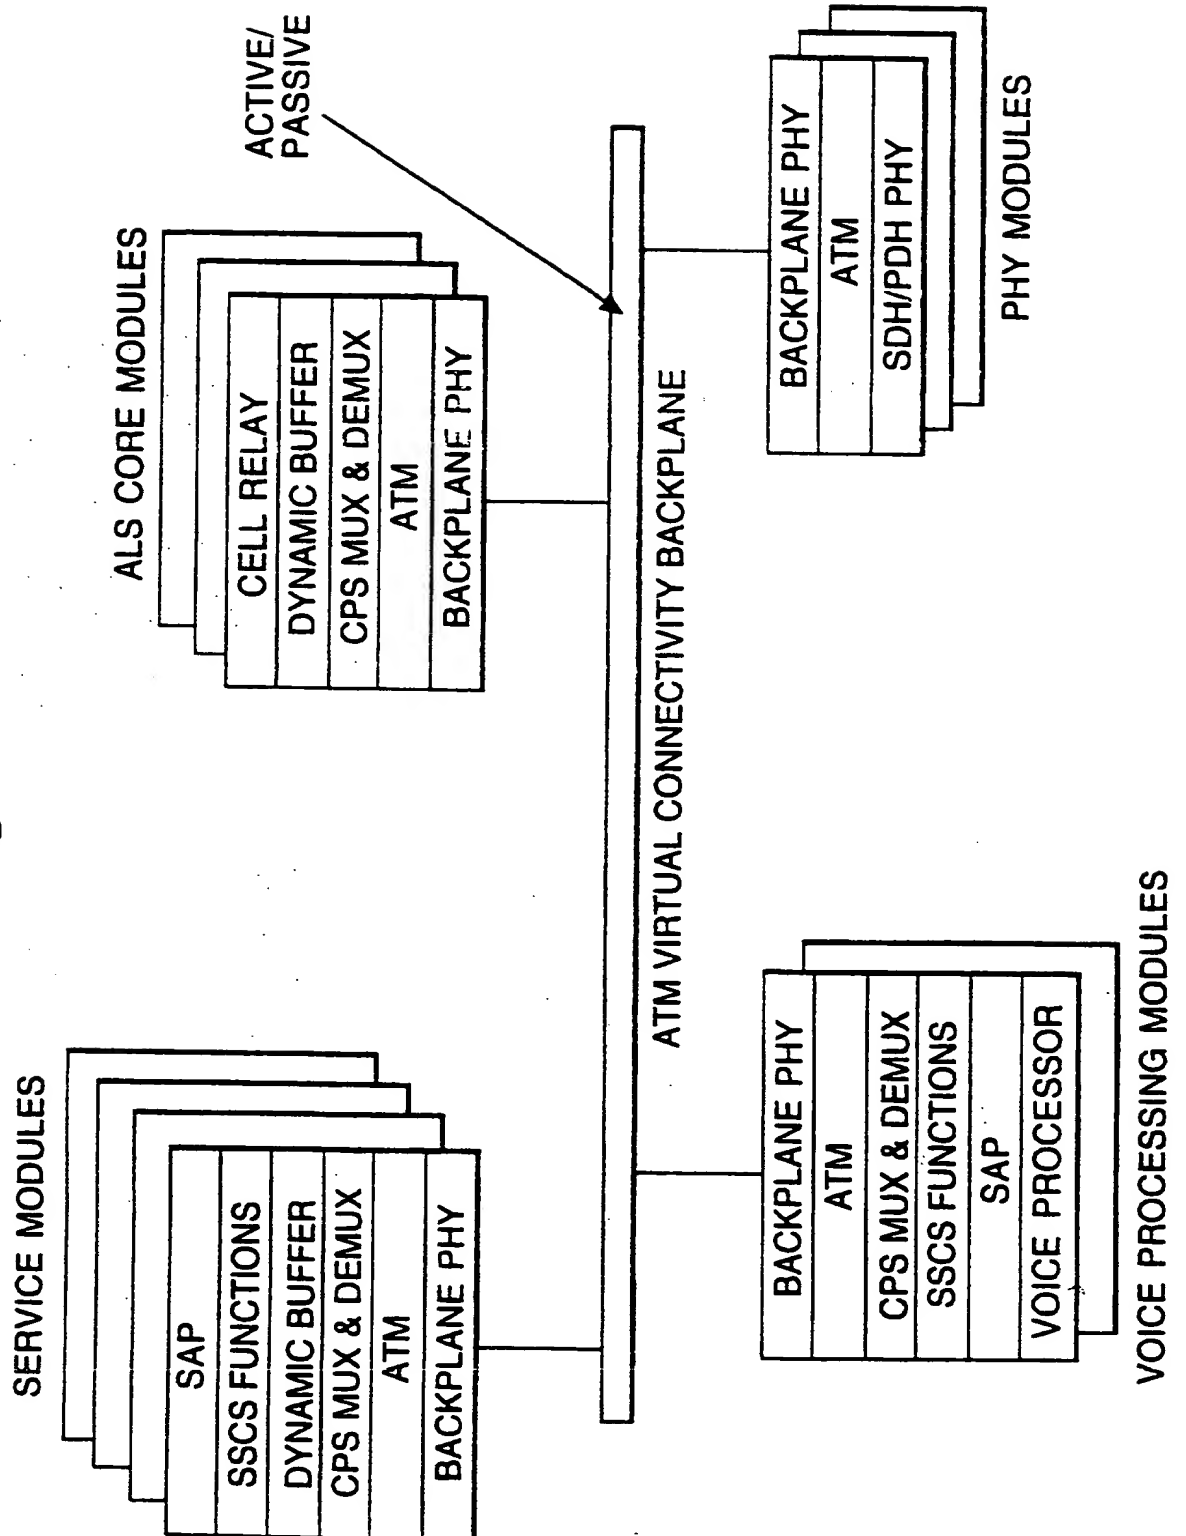 SERVICE MODULES
SAP
SSCS FUNCTIONS
DYNAMIC BUFFER
CPS MUX & DEMUX
ATM
BACKPLANE PHY
ALS CORE MODULES
CELL RELAY
DYNAMIC BUFFER
CPS MUX & DEMUX
ATM
BACKPLANE PHY
ACTIVE/
PASSIVE
ATM VIRTUAL CONNECTIVITY BACKPLANE
BACKPLANE PHY
ATM
CPS MUX & DEMUX
SSCS FUNCTIONS
SAP
VOICE PROCESSOR
VOICE PROCESSING MODULES
BACKPLANE PHY
ATM
SDH/PDH PHY
PHY MODULES